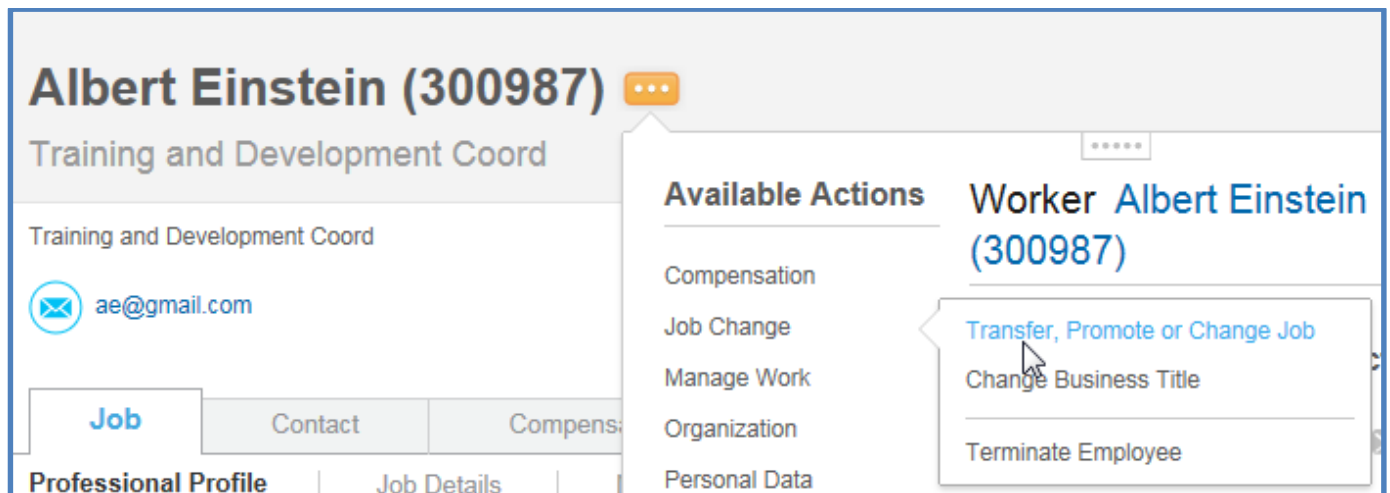 Albert Einstein (300987)
Training and Development Coord
Training and Development Coord
ae@gmail.com
Job
Contact
Professional Profile
Job Details
Available Actions
Compensation
Job Change
Manage Work
Organization
Personal Data
Worker Albert Einstein
(300987)
Transfer, Promote or Change Job
Change Business Title
Terminate Employee